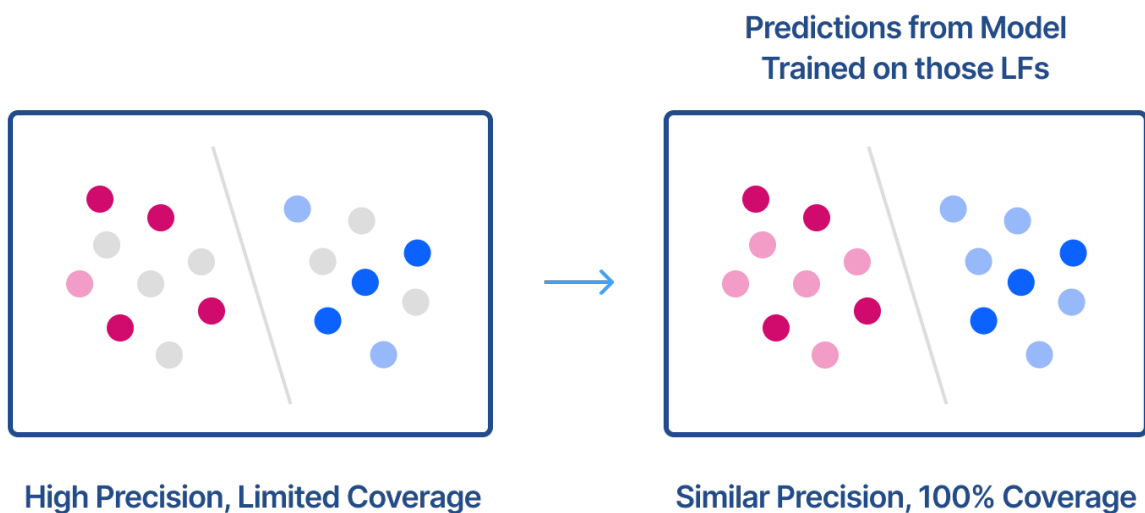 Predictions from Model
Trained on those LFs
High Precision, Limited Coverage
Similar Precision, 100% Coverage